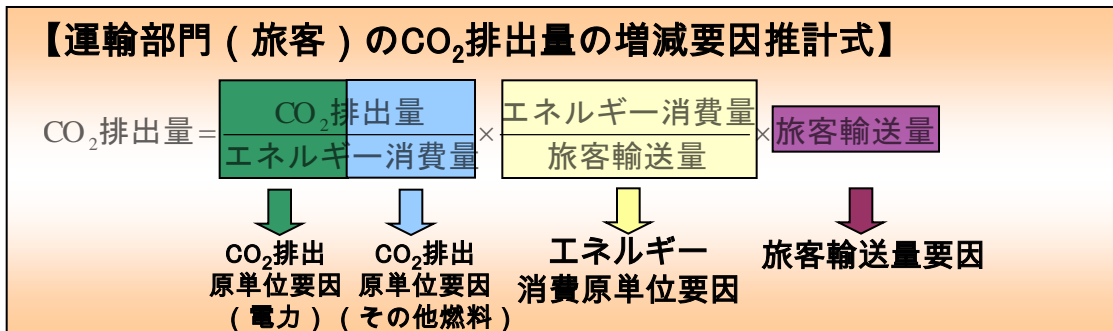 【運輸部門（旅客）のCO₂排出量の増減要因推計式】
CO₂排出量＝ CO₂排出量 / エネルギー消費量 × エネルギー消費量 / 旅客輸送量 × 旅客輸送量
CO₂排出
原単位要因
（電力）
CO₂排出
原単位要因
（その他燃料）
エネルギー
消費原単位要因
旅客輸送量要因